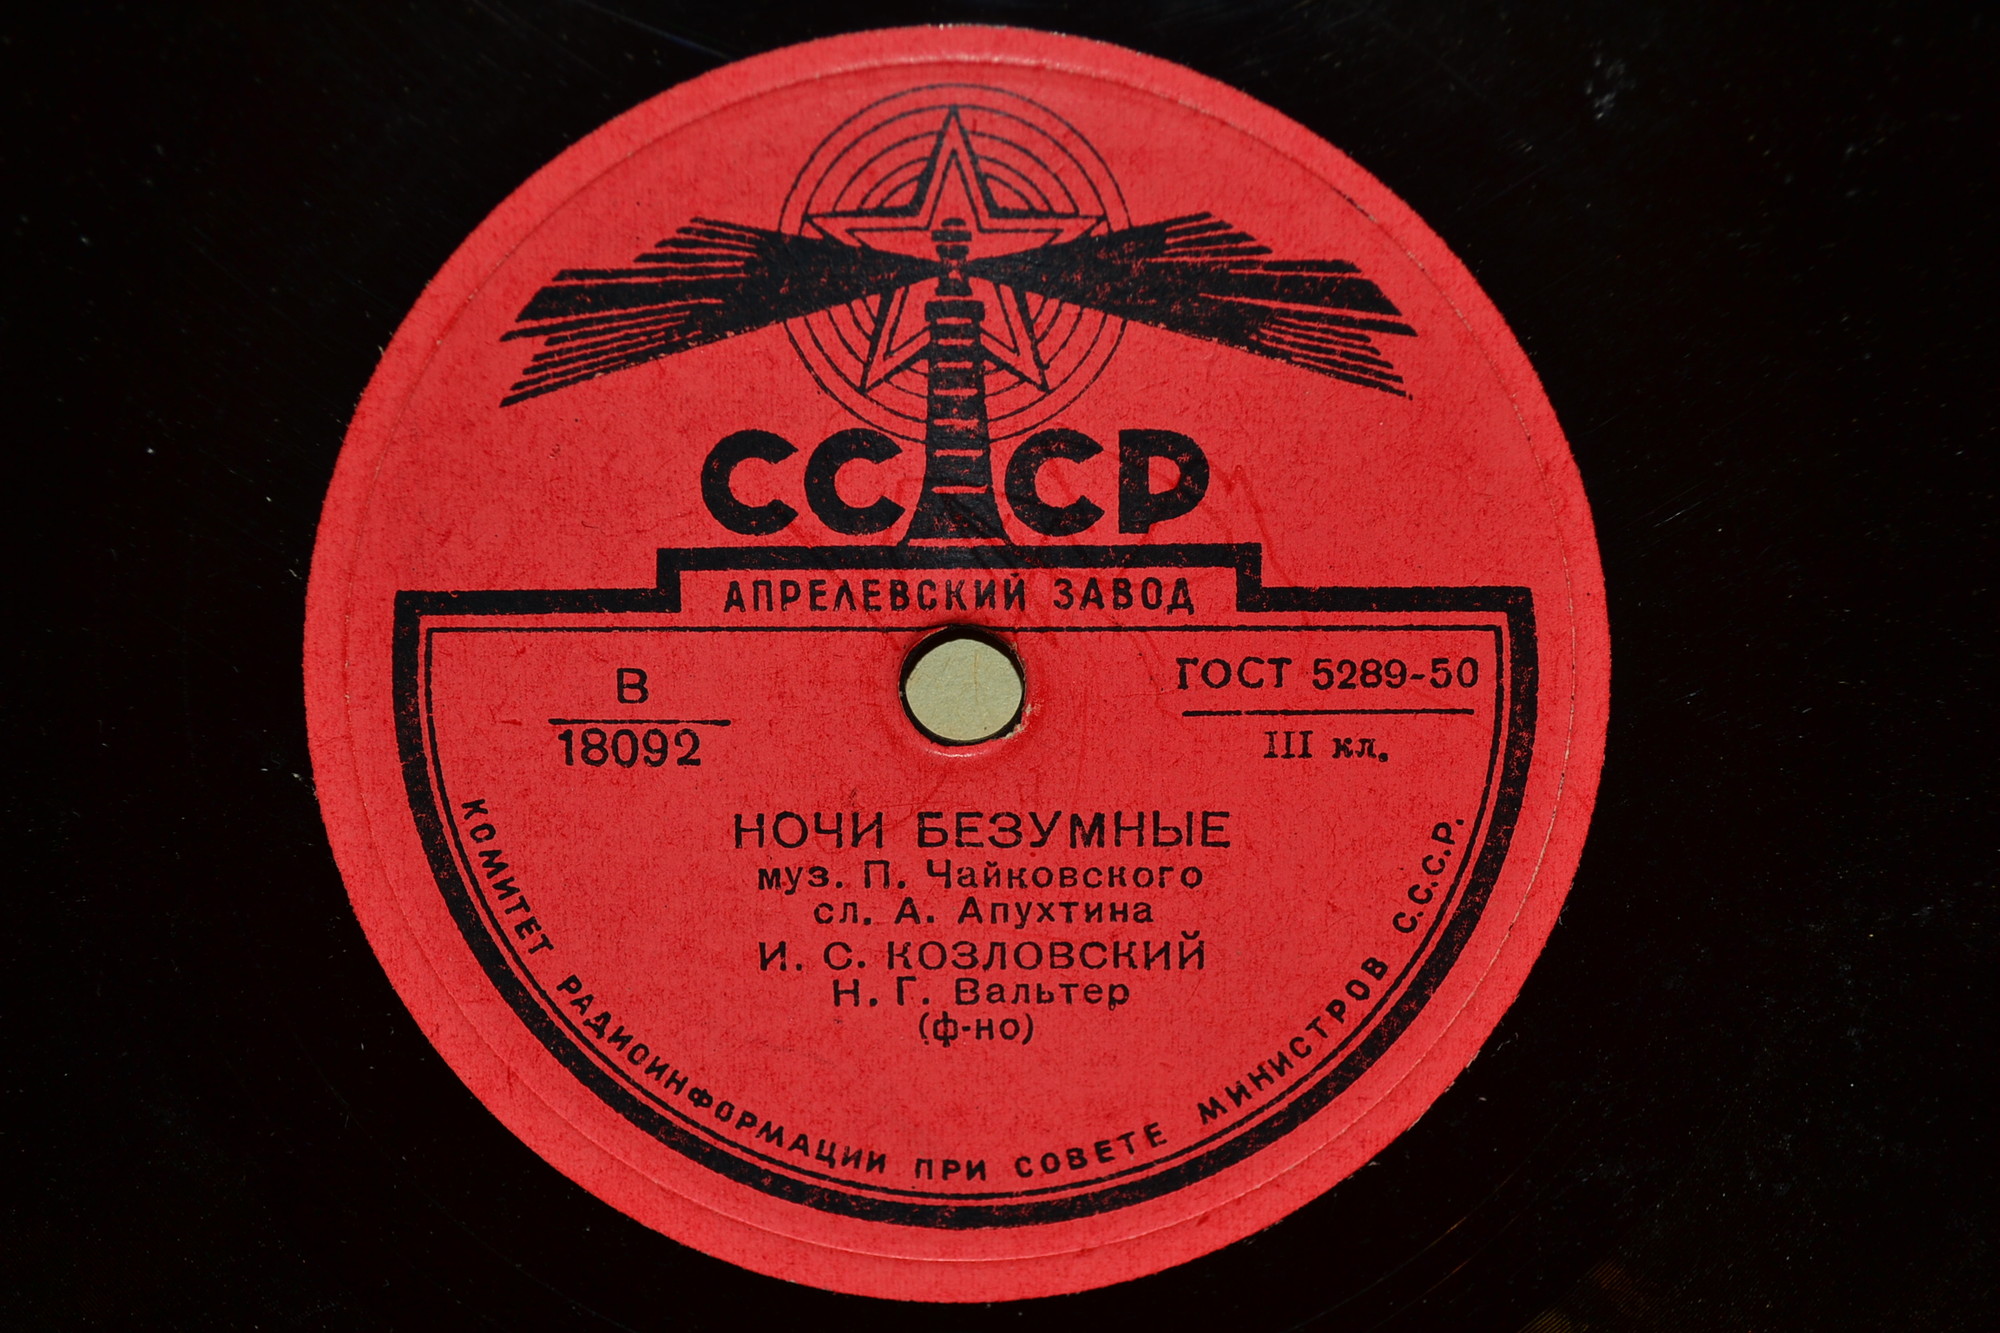 СССР
АПРЕЛЕВСКИЙ ЗАВОД
В
18092
ГОСТ 5289-50
III кл.
НОЧИ БЕЗУМНЫЕ
муз. П. Чайковского
сл. А. Апухтина
И. С. КОЗЛОВСКИЙ
Н. Г. Вальтер
(ф-но)
КОМИТЕТ РАДИОИНФОРМАЦИИ ПРИ СОВЕТЕ МИНИСТРОВ С.С.С.Р.